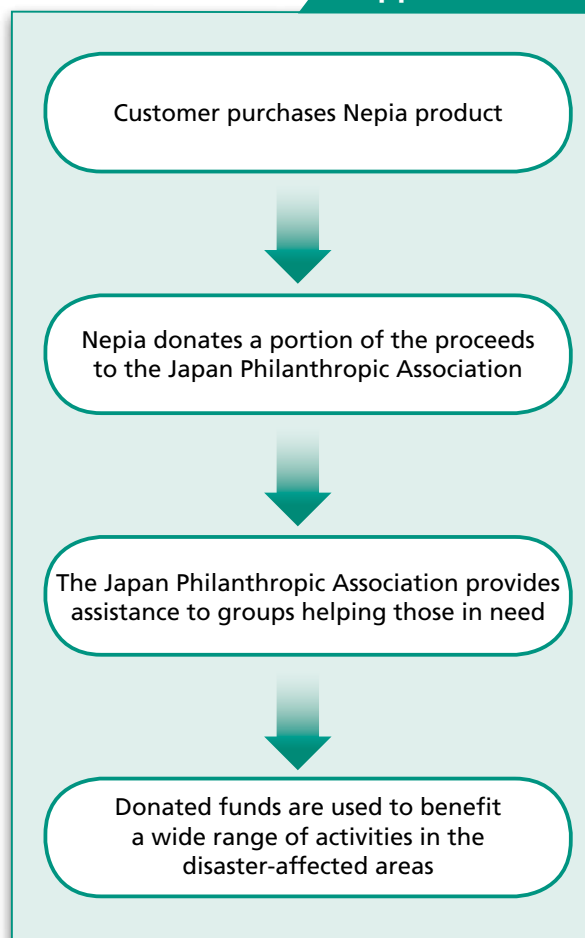 Customer purchases Nepia product
Nepia donates a portion of the proceeds
to the Japan Philanthropic Association
The Japan Philanthropic Association provides
assistance to groups helping those in need
Donated funds are used to benefit
a wide range of activities in the
disaster-affected areas